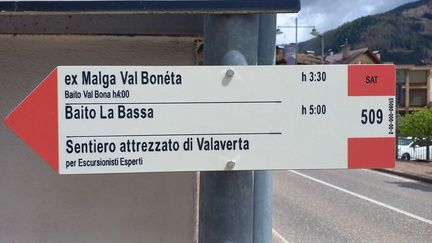 ex Malga Val Bonéta h 3:30
Baito Val Bona h4:00
Baito La Bassa h 5:00
Sentiero attrezzato di Valaverta
per Escursionisti Esperti
SAT
509